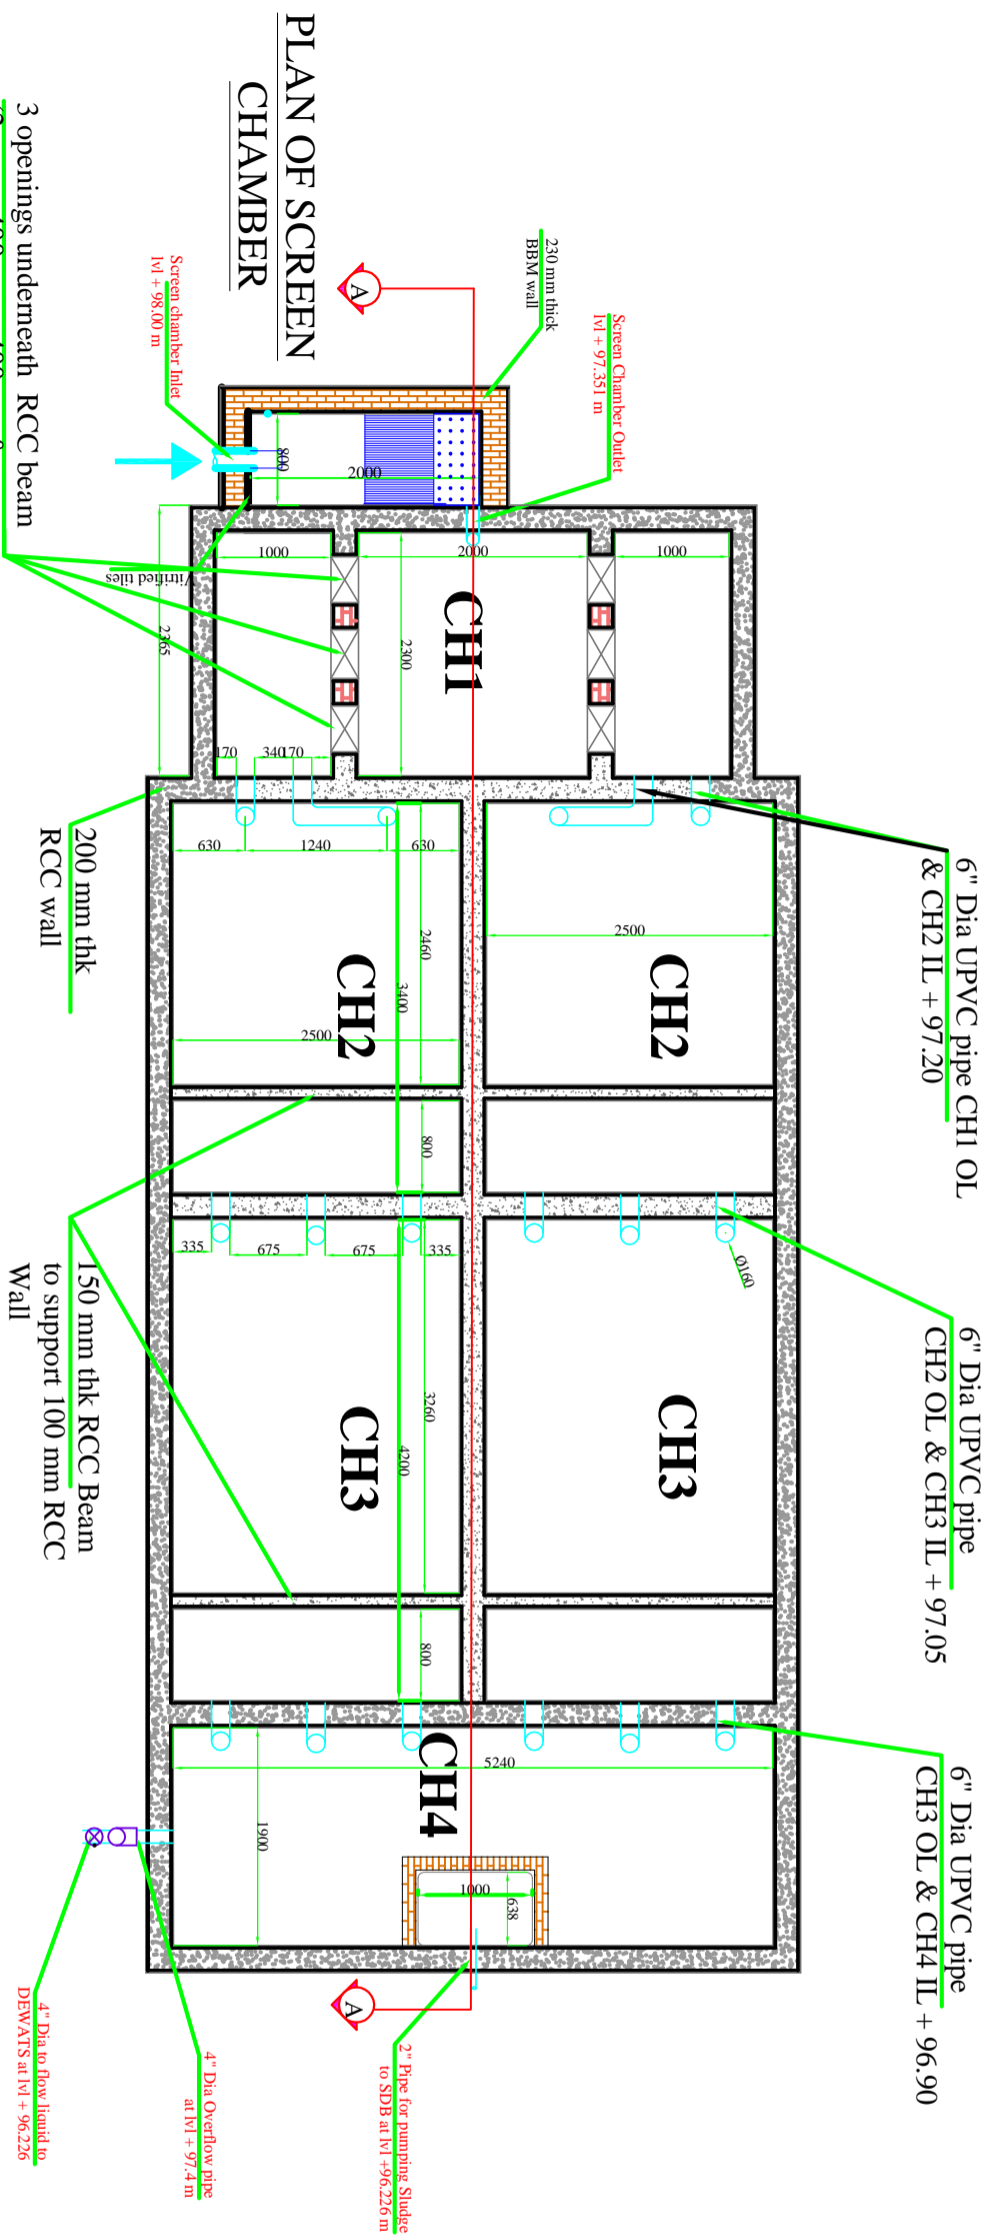 PLAN OF SCREEN
CHAMBER
3 openings underneath RCC beam
Screen chamber Inlet
lvl + 98.00 m
230 mm thick
BBM wall
Screen Chamber Outlet
lvl + 97.351 m
800
2000
Vitrified tiles
2365
1000
2000
1000
2300
CH1
170
340
170
200 mm thk
RCC wall
6" Dia UPVC pipe CH1 OL
& CH2 IL + 97.20
630
1240
630
2460
3400
2500
2500
CH2
CH2
800
150 mm thk RCC Beam
to support 100 mm RCC
Wall
6" Dia UPVC pipe
CH2 OL & CH3 IL + 97.05
335
675
675
335
Ø160
3260
4200
CH3
CH3
800
6" Dia UPVC pipe
CH3 OL & CH4 IL + 96.90
5240
CH4
1900
1000
638
A
A
2" Pipe for pumping Sludge
to SDB at lvl +96.226 m
4" Dia Overflow pipe
at lvl + 97.4 m
4" Dia to flow liquid to
DEWATS at lvl + 96.226